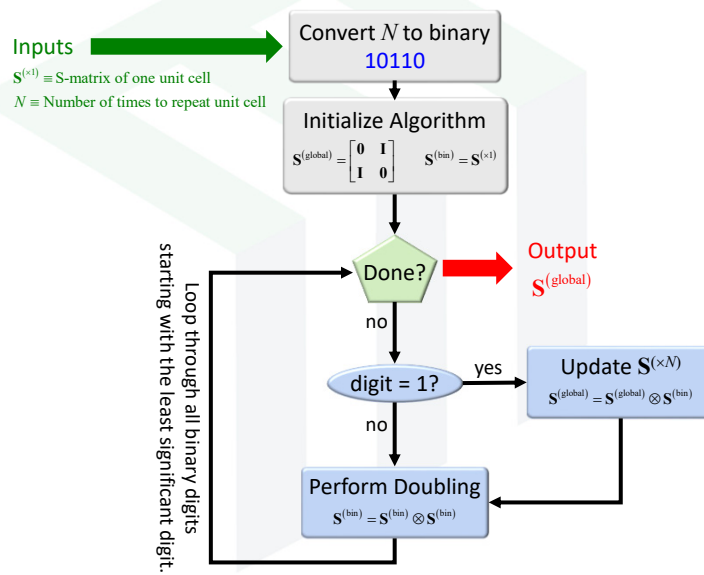 Inputs
S^(×1) ≡ S-matrix of one unit cell
N ≡ Number of times to repeat unit cell
Convert N to binary
10110
Initialize Algorithm
S^(global) = [0 I; I 0] S^(bin) = S^(×1)
Done?
Output
S^(global)
no
digit = 1?
yes
Update S^(×N)
S^(global) = S^(global) ⊗ S^(bin)
no
Perform Doubling
S^(bin) = S^(bin) ⊗ S^(bin)
Loop through all binary digits
starting with the least significant digit.